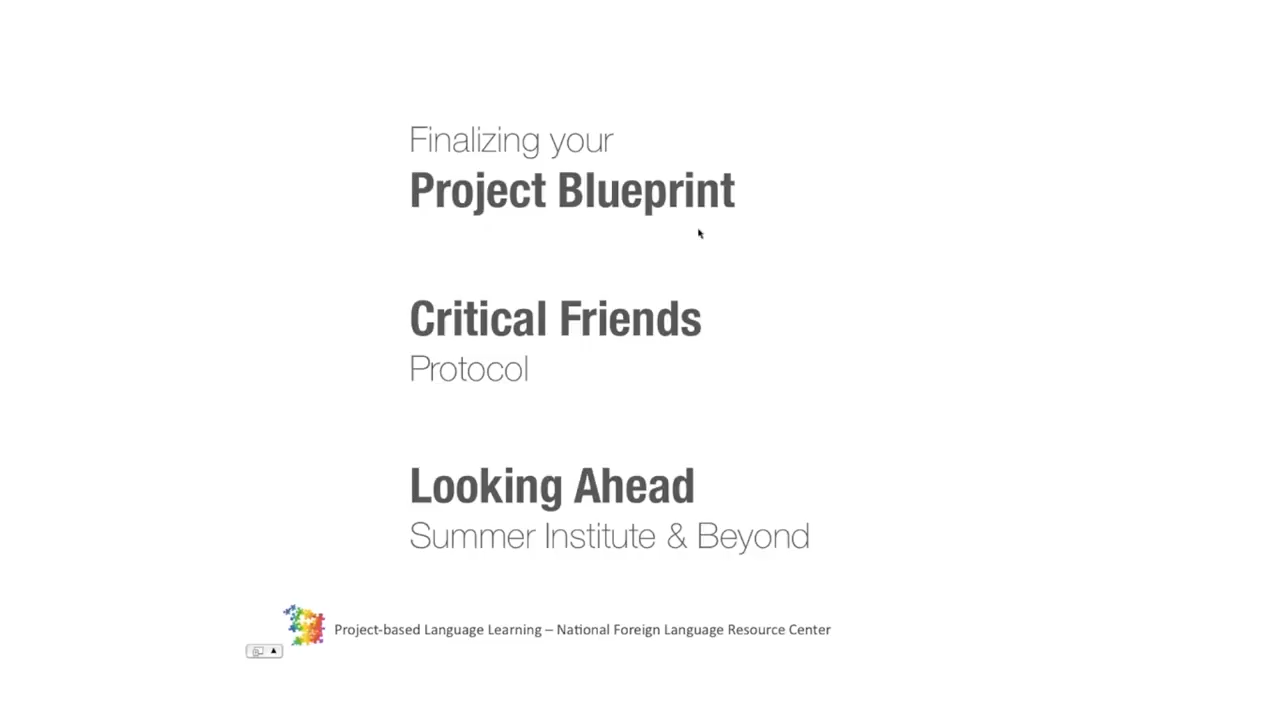 Finalizing your
Project Blueprint
Critical Friends
Protocol
Looking Ahead
Summer Institute & Beyond
Project-based Language Learning – National Foreign Language Resource Center